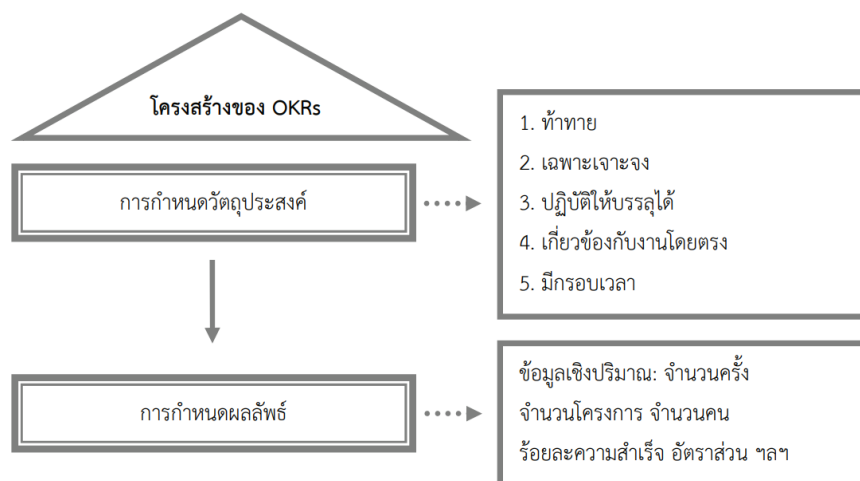 โครงสร้างของ OKRs
การกำหนดวัตถุประสงค์
1. ท้าทาย
2. เฉพาะเจาะจง
3. ปฏิบัติให้บรรลุได้
4. เกี่ยวข้องกับงานโดยตรง
5. มีกรอบเวลา
การกำหนดผลลัพธ์
ข้อมูลเชิงปริมาณ: จำนวนครั้ง
จำนวนโครงการ จำนวนคน
ร้อยละความสำเร็จ อัตราส่วน ฯลฯ